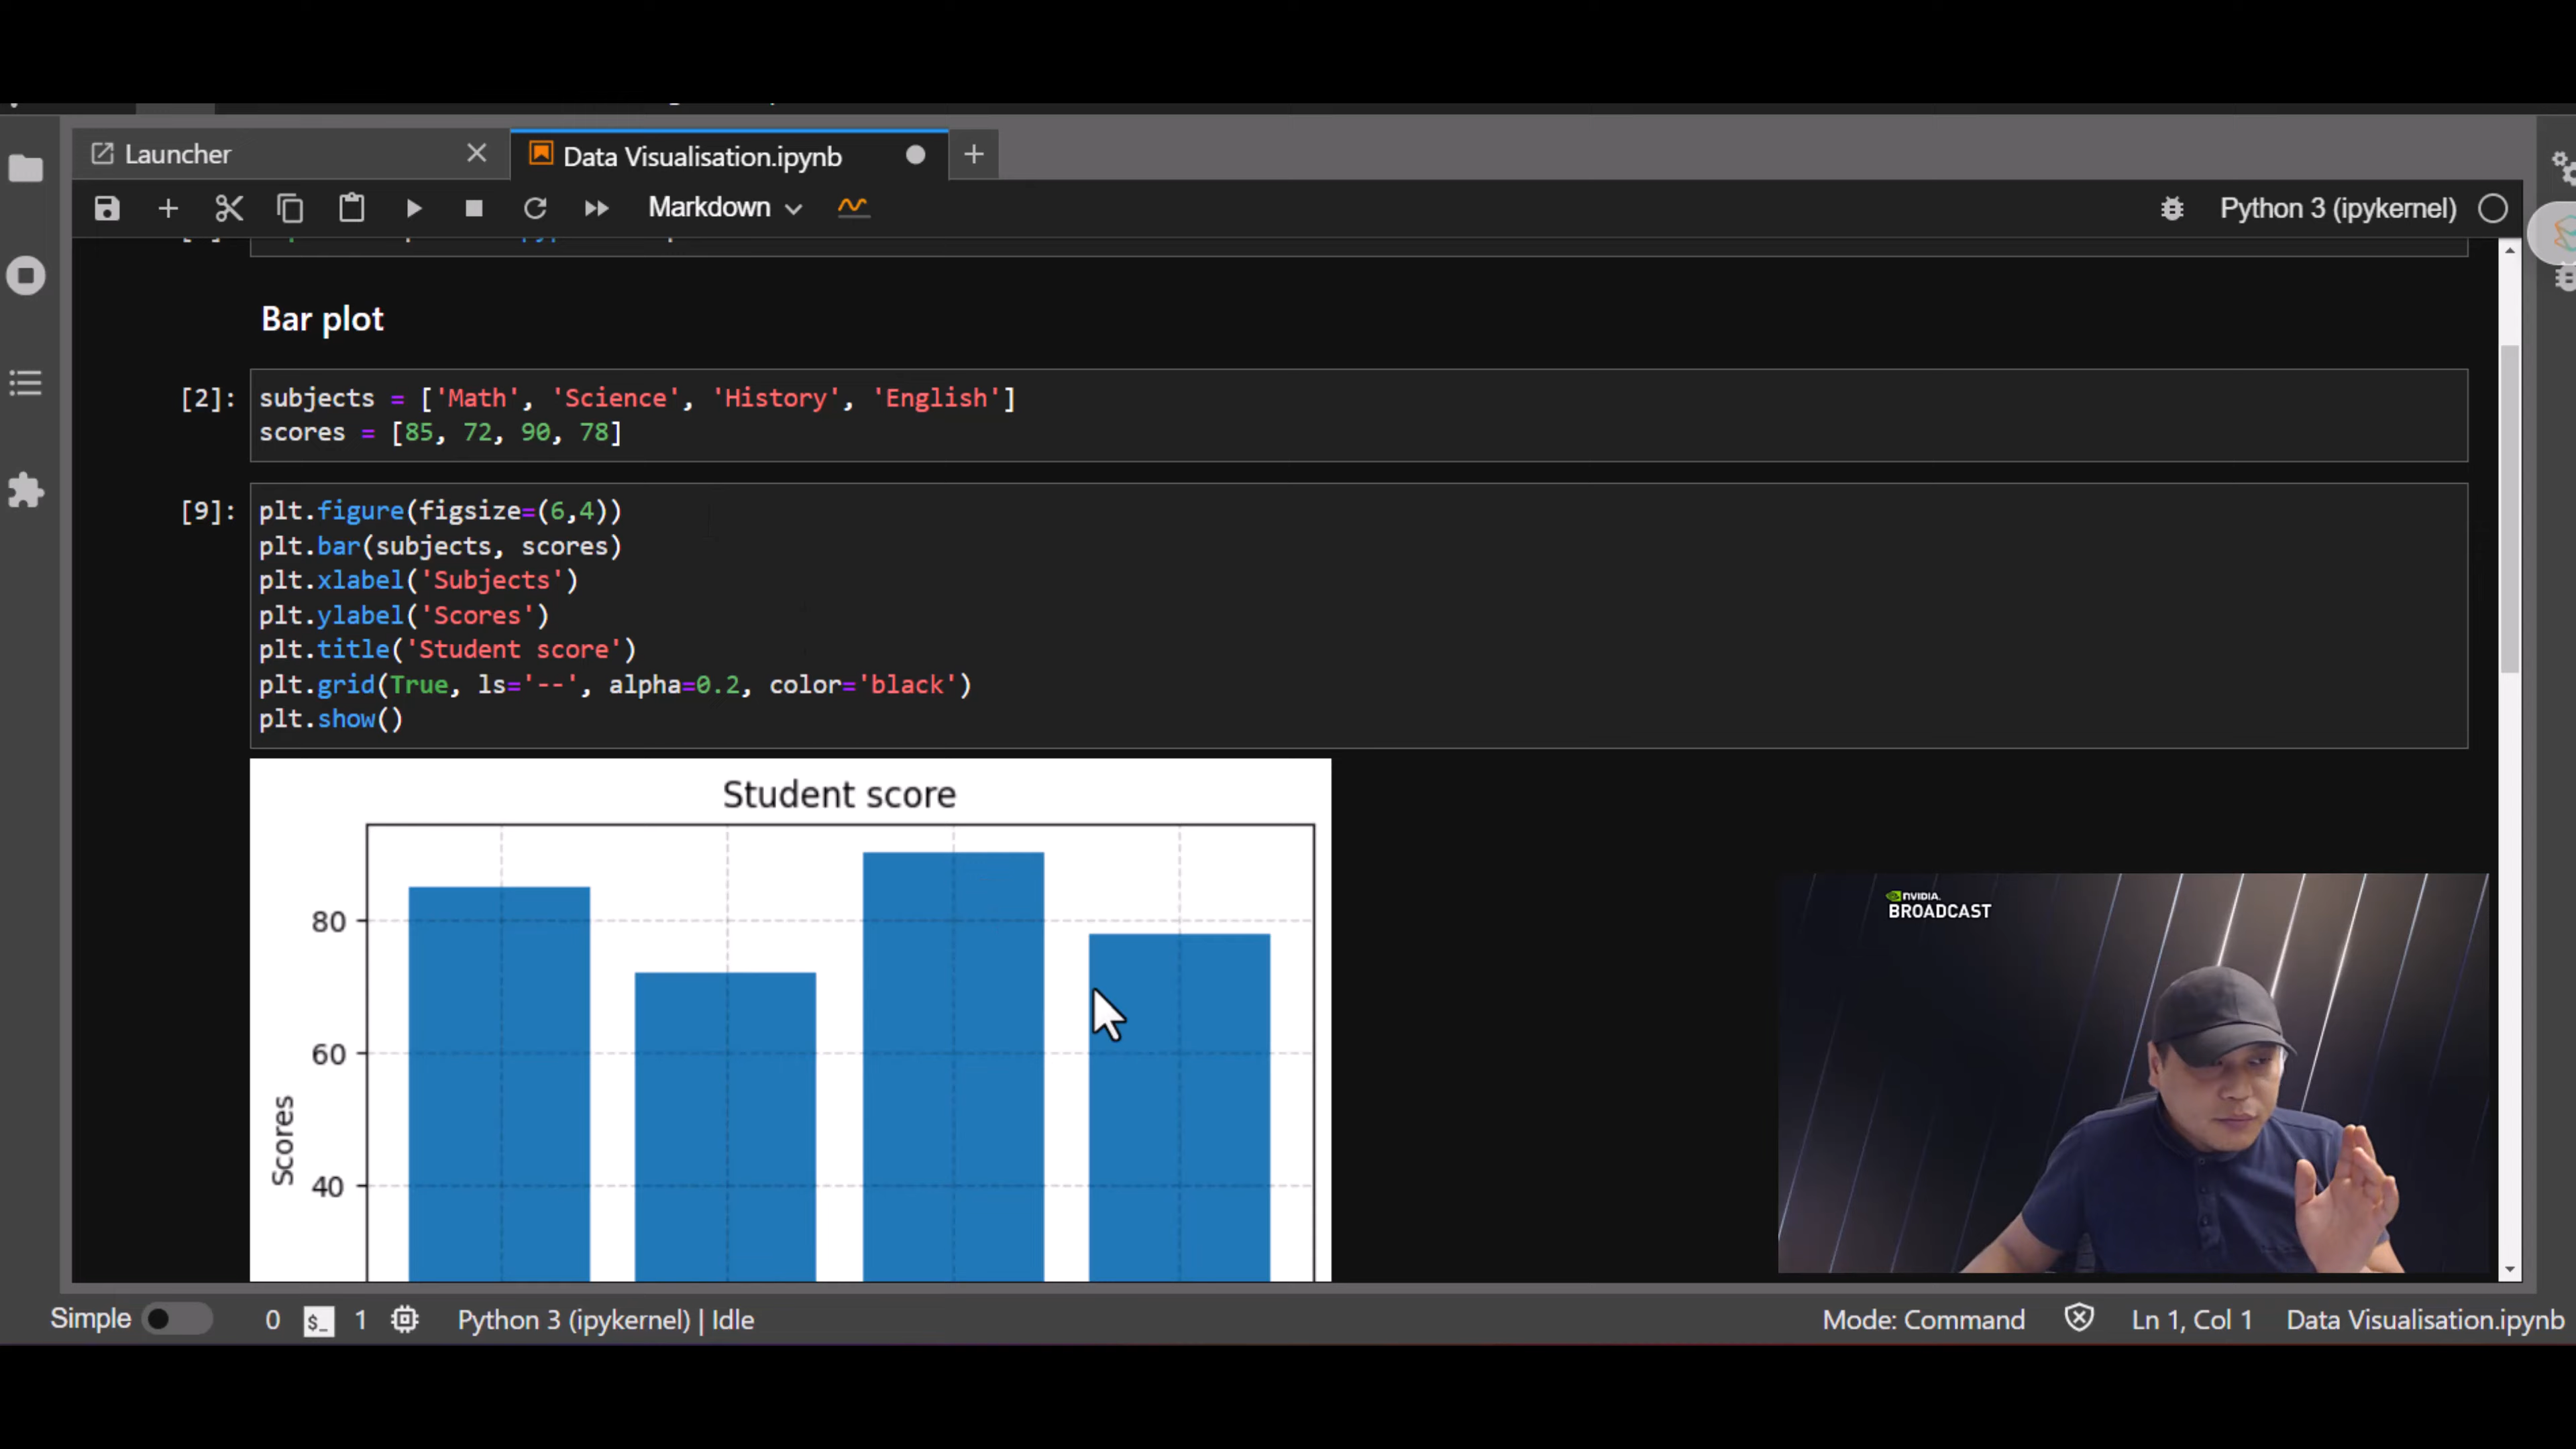 Launcher
Data Visualisation.ipynb
Markdown
Python 3 (ipykernel)
Bar plot
[2]:
subjects = ['Math', 'Science', 'History', 'English']
scores = [85, 72, 90, 78]
[9]:
plt.figure(figsize=(6,4))
plt.bar(subjects, scores)
plt.xlabel('Subjects')
plt.ylabel('Scores')
plt.title('Student score')
plt.grid(True, ls='--', alpha=0.2, color='black')
plt.show()
Student score
80
60
40
Scores
NVIDIA.
BROADCAST
Simple 0 $_ 1 Python 3 (ipykernel) | Idle Mode: Command Ln 1, Col 1 Data Visualisation.ipynb